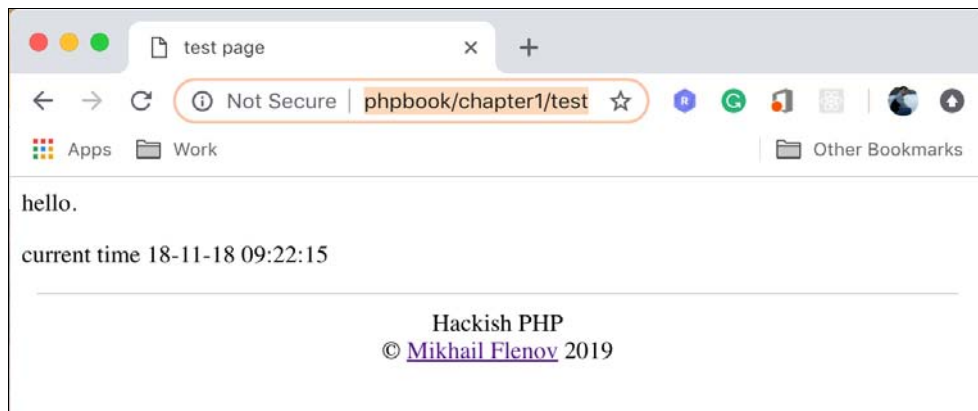 test page
Not Secure | phpbook/chapter1/test
Apps Work Other Bookmarks
hello.
current time 18-11-18 09:22:15
Hackish PHP
© Mikhail Flenov 2019